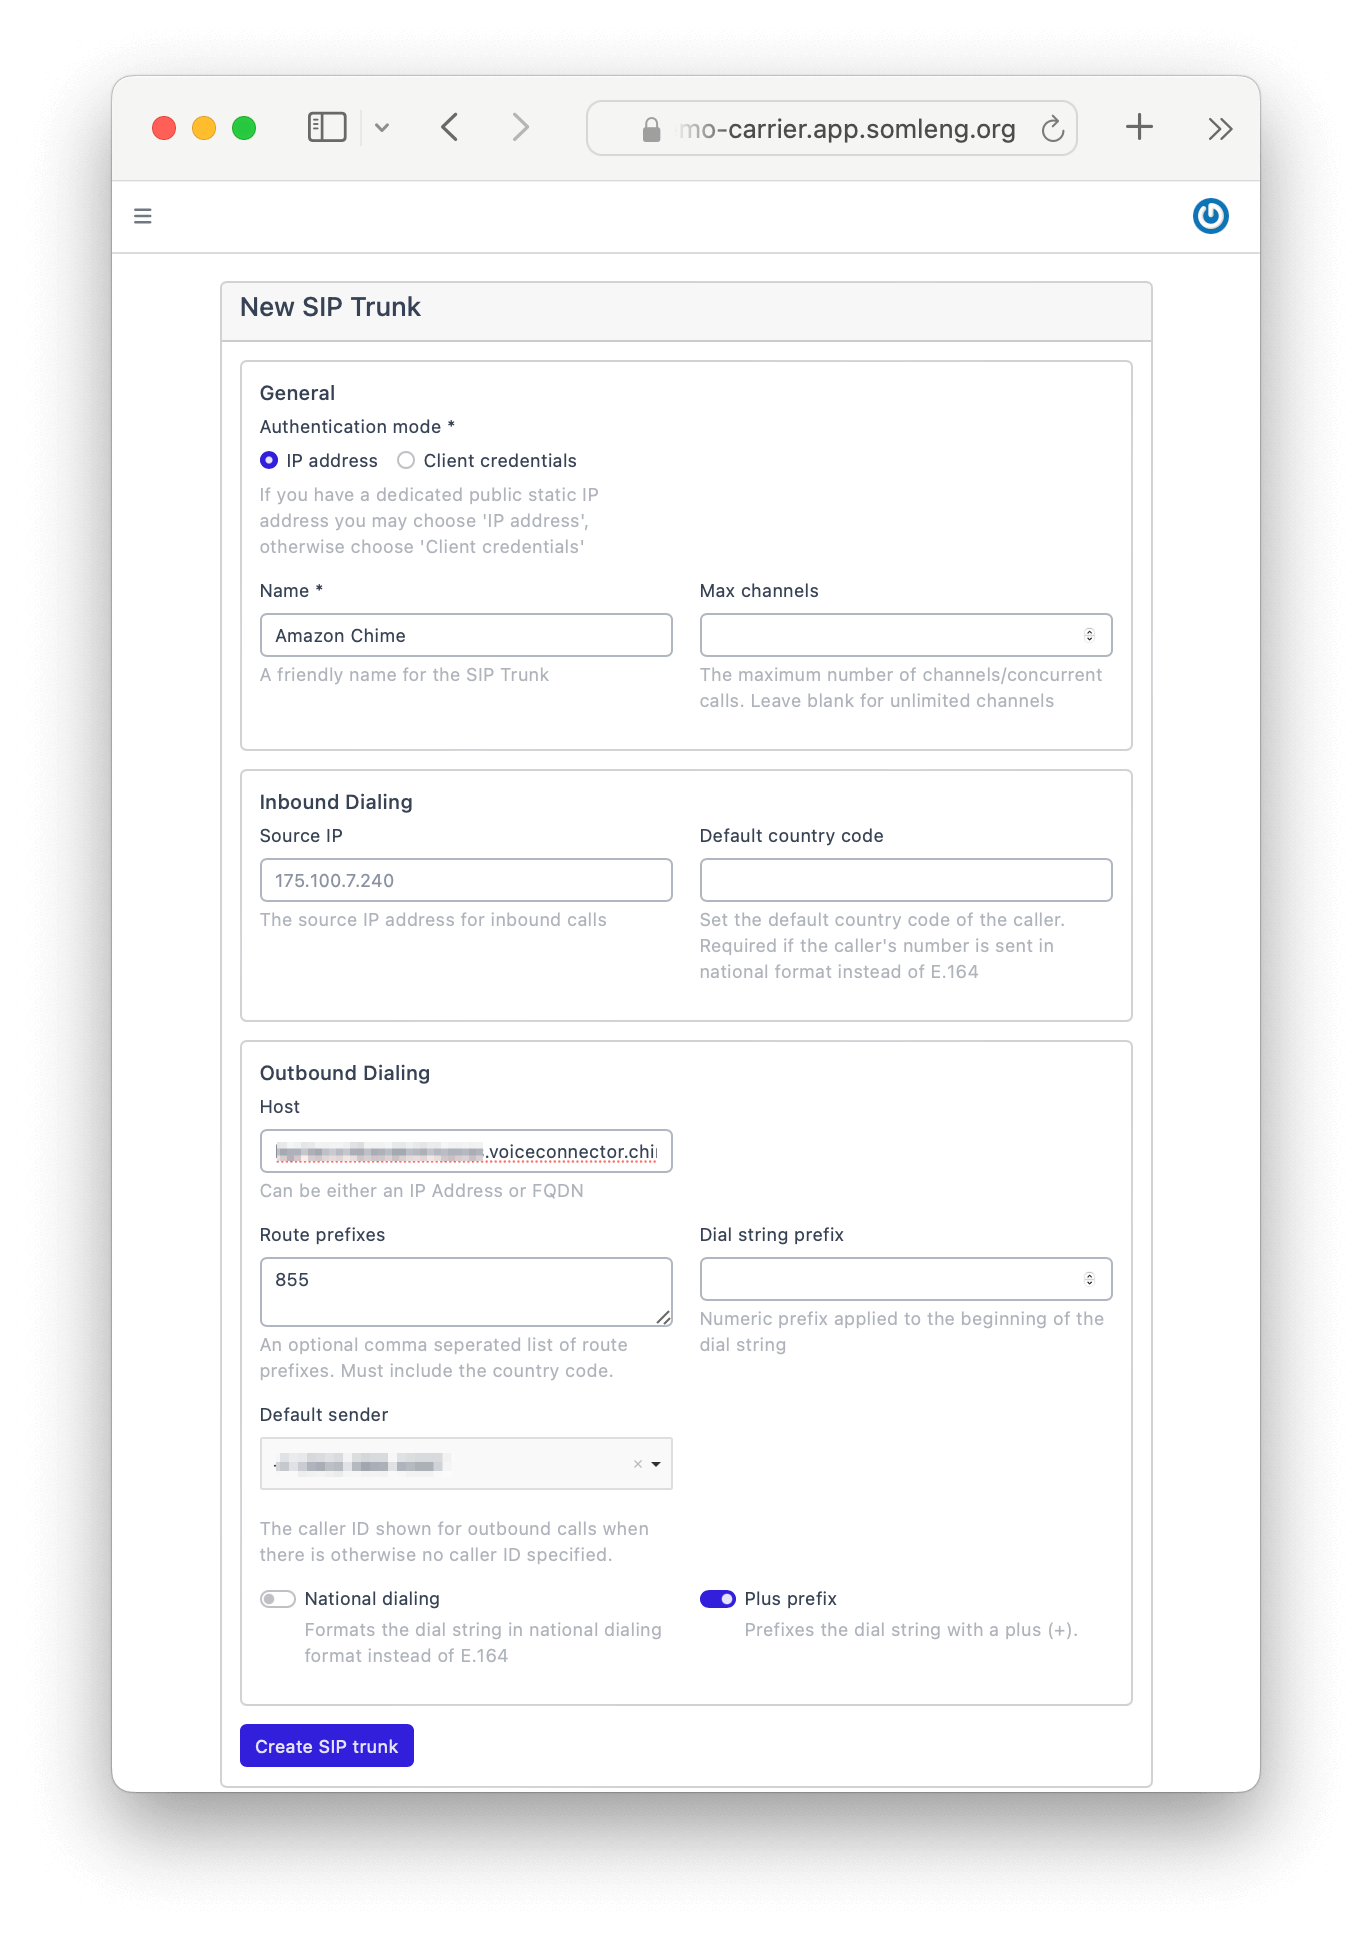 mo-carrier.app.somleng.org
New SIP Trunk
General
Authentication mode *
IP address
Client credentials
If you have a dedicated public static IP
address you may choose 'IP address',
otherwise choose 'Client credentials'
Name *
Max channels
Amazon Chime
A friendly name for the SIP Trunk
The maximum number of channels/concurrent
calls. Leave blank for unlimited channels
Inbound Dialing
Source IP
Default country code
175.100.7.240
The source IP address for inbound calls
Set the default country code of the caller.
Required if the caller's number is sent in
national format instead of E.164
Outbound Dialing
Host
.voiceconnector.chi
Can be either an IP Address or FQDN
Route prefixes
Dial string prefix
855
An optional comma seperated list of route
prefixes. Must include the country code.
Numeric prefix applied to the beginning of the
dial string
Default sender
The caller ID shown for outbound calls when
there is otherwise no caller ID specified.
National dialing
Formats the dial string in national dialing
format instead of E.164
Plus prefix
Prefixes the dial string with a plus (+).
Create SIP trunk